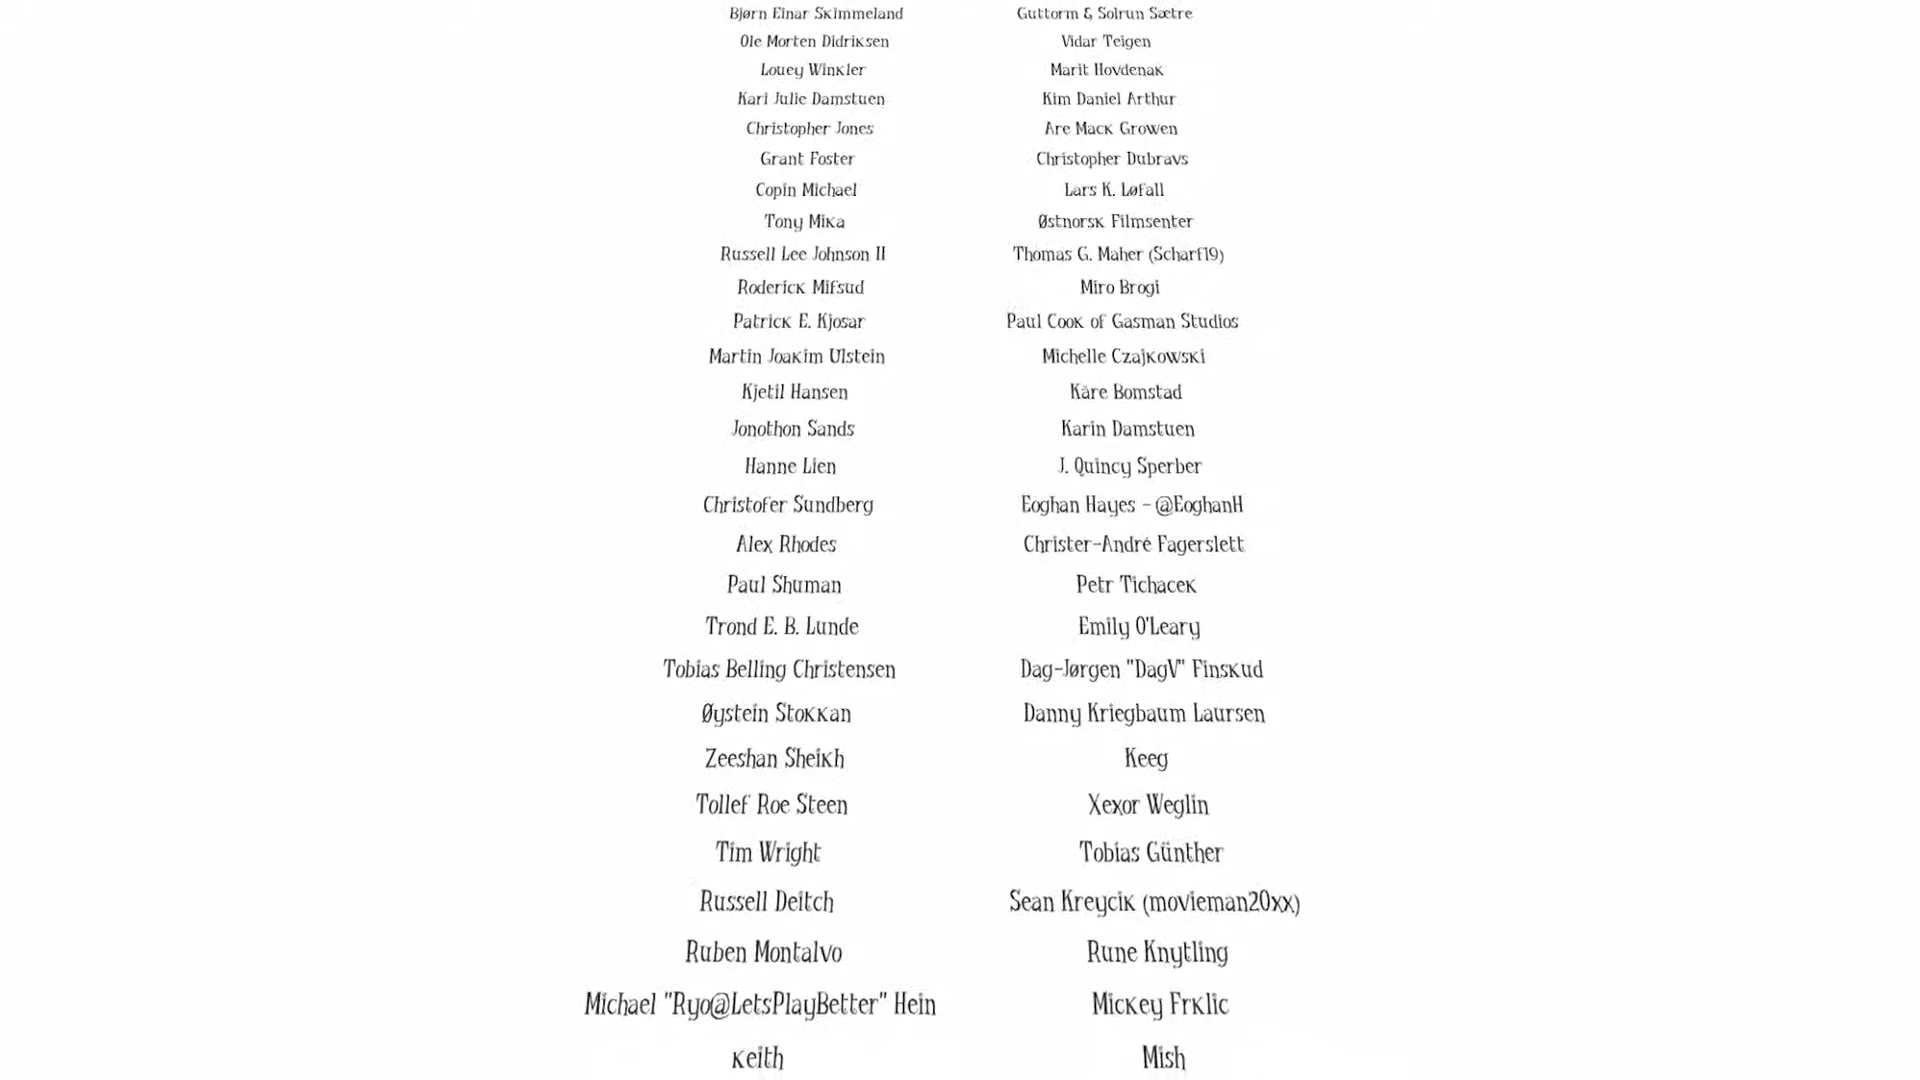 Bjørn Einar Skimmeland Guttorm & Solrun Sætre
Ole Morten Didriksen Vidar Teigen
Louey Winkler Marit Hovdenak
Kari Julie Damstuen Kim Daniel Arthur
Christopher Jones Are Mack Growen
Grant Foster Christopher Dubravs
Copin Michael Lars K. Løfall
Tony Mika Østnorsk Filmsenter
Russell Lee Johnson II Thomas G. Maher (Scharf19)
Roderick Mifsud Miro Brogi
Patrick E. Kjosar Paul Cook of Gasman Studios
Martin Joakim Ulstein Michelle Czajkowski
Kjetil Hansen Kåre Bomstad
Jonothon Sands Karin Damstuen
Hanne Lien J. Quincy Sperber
Christofer Sundberg Eoghan Hayes - @EoghanH
Alex Rhodes Christer-André Fagerslett
Paul Shuman Petr Tichacek
Trond E. B. Lunde Emily O'Leary
Tobias Belling Christensen Dag-Jørgen "DagV" Finskud
Øystein Stokkan Danny Kriegbaum Laursen
Zeeshan Sheikh Keeg
Tollef Roe Steen Xexor Weglin
Tim Wright Tobias Günther
Russell Deitch Sean Kreycik (movieman20xx)
Ruben Montalvo Rune Knytling
Michael "Ryo@LetsPlayBetter" Hein Mickey Frklic
keith Mish